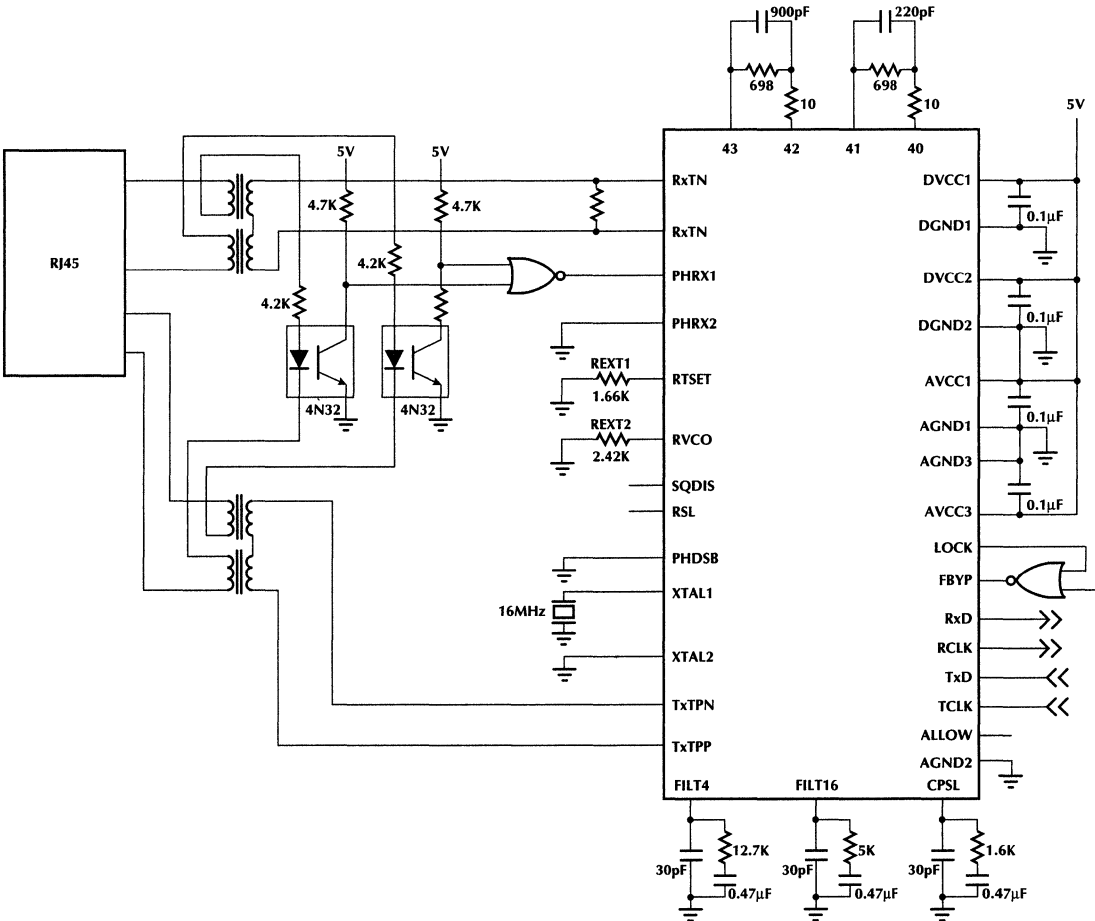 900pF
220pF
698
10
698
10
5V
43
42
41
40
RJ45
5V
5V
4.7K
4.7K
4.2K
4.2K
4N32
4N32
RxTN
RxTN
PHRX1
PHRX2
REXT1
RTSET
1.66K
REXT2
RVCO
2.42K
SQDIS
RSL
PHDSB
XTAL1
16MHz
XTAL2
TxTPN
TxTPP
DVCC1
0.1µF
DGND1
DVCC2
0.1µF
DGND2
AVCC1
0.1µF
AGND1
AGND3
0.1µF
AVCC3
LOCK
FBYP
RxD
RCLK
TxD
TCLK
ALLOW
AGND2
FILT4
FILT16
CPSL
12.7K
30pF
0.47µF
5K
30pF
0.47µF
1.6K
30pF
0.47µF